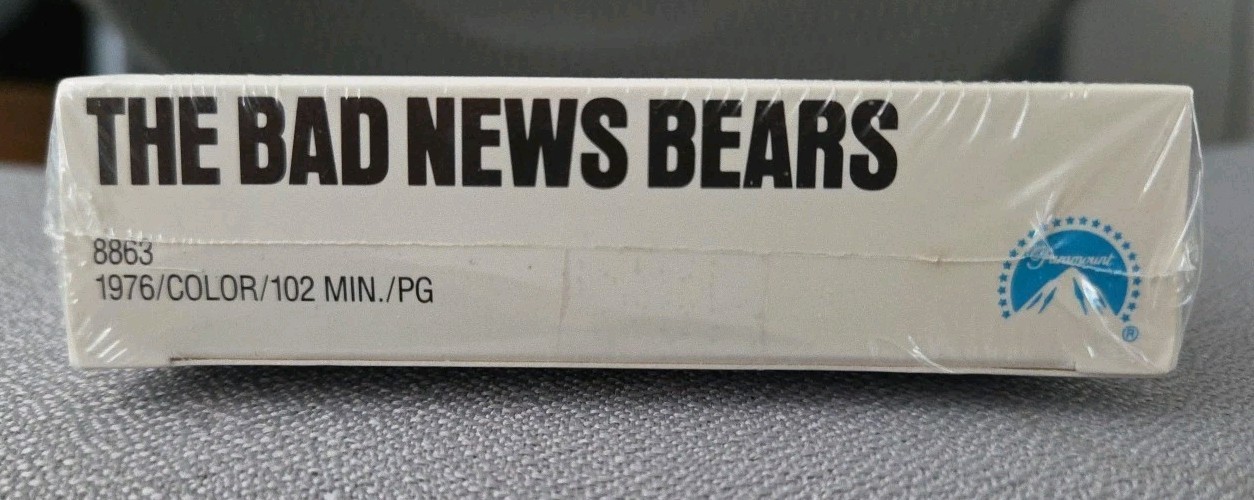 THE BAD NEWS BEARS
8863
1976/COLOR/102 MIN./PG
Paramount
®